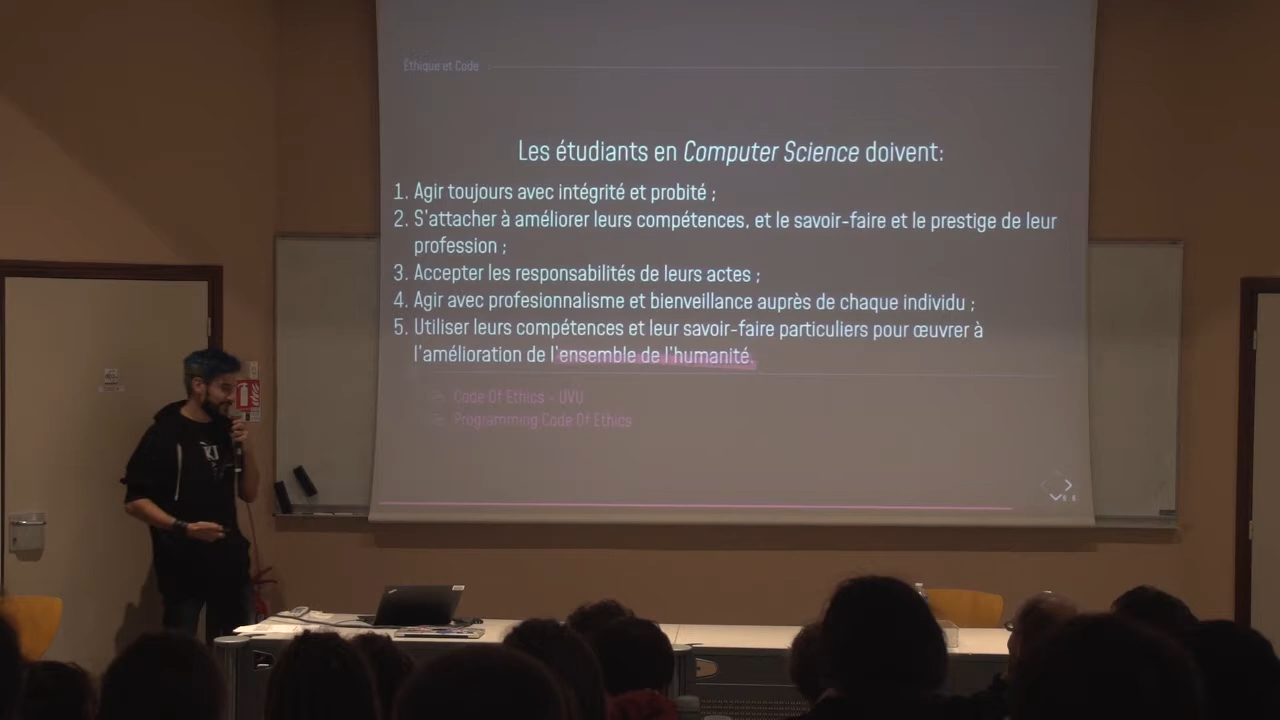 Éthique et Code
Les étudiants en Computer Science doivent:
1. Agir toujours avec intégrité et probité ;
2. S'attacher à améliorer leurs compétences, et le savoir-faire et le prestige de leur
profession ;
3. Accepter les responsabilités de leurs actes ;
4. Agir avec profesionnalisme et bienveillance auprès de chaque individu ;
5. Utiliser leurs compétences et leur savoir-faire particuliers pour œuvrer à
l'amélioration de l'ensemble de l'humanité.
Code Of Ethics - UVU
Programming Code Of Ethics